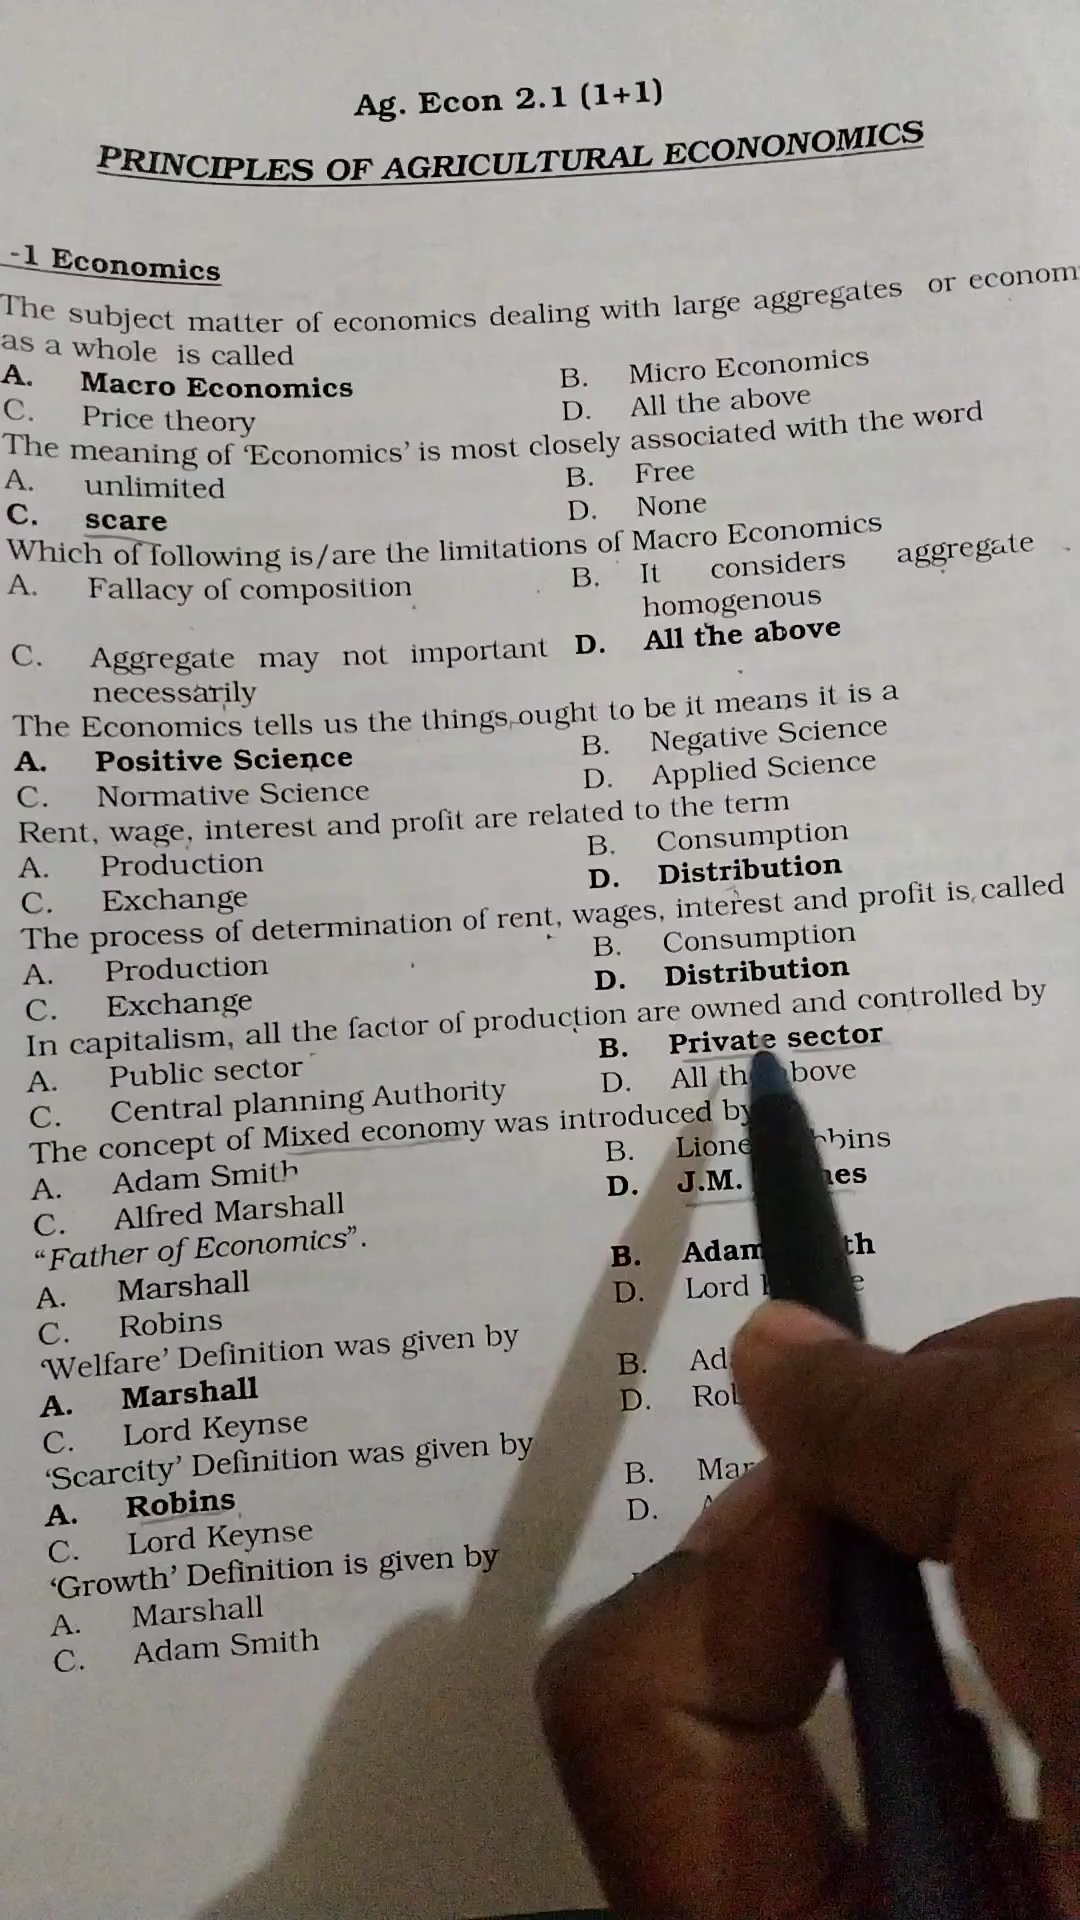 Ag. Econ 2.1 (1+1)
PRINCIPLES OF AGRICULTURAL ECONONOMICS
-1 Economics
The subject matter of economics dealing with large aggregates or econom
as a whole is called
A. Macro Economics B. Micro Economics
C. Price theory D. All the above
The meaning of 'Economics' is most closely associated with the word
A. unlimited B. Free
C. scare D. None
Which of following is/are the limitations of Macro Economics
A. Fallacy of composition B. It considers aggregate
homogenous
C. Aggregate may not important D. All the above
necessarily
The Economics tells us the things ought to be it means it is a
A. Positive Science B. Negative Science
C. Normative Science D. Applied Science
Rent, wage, interest and profit are related to the term
A. Production B. Consumption
C. Exchange D. Distribution
The process of determination of rent, wages, interest and profit is called
A. Production B. Consumption
C. Exchange D. Distribution
In capitalism, all the factor of production are owned and controlled by
A. Public sector B. Private sector
C. Central planning Authority D. All the above
The concept of Mixed economy was introduced by
A. Adam Smith B.
C. Alfred Marshall D. J.M.
"Father of Economics".
A. Marshall B. Adam
C. Robins D. Lord
'Welfare' Definition was given by
A. Marshall B.
C. Lord Keynse D.
'Scarcity' Definition was given by
A. Robins B.
C. Lord Keynse D.
'Growth' Definition is given by
A. Marshall
C. Adam Smith